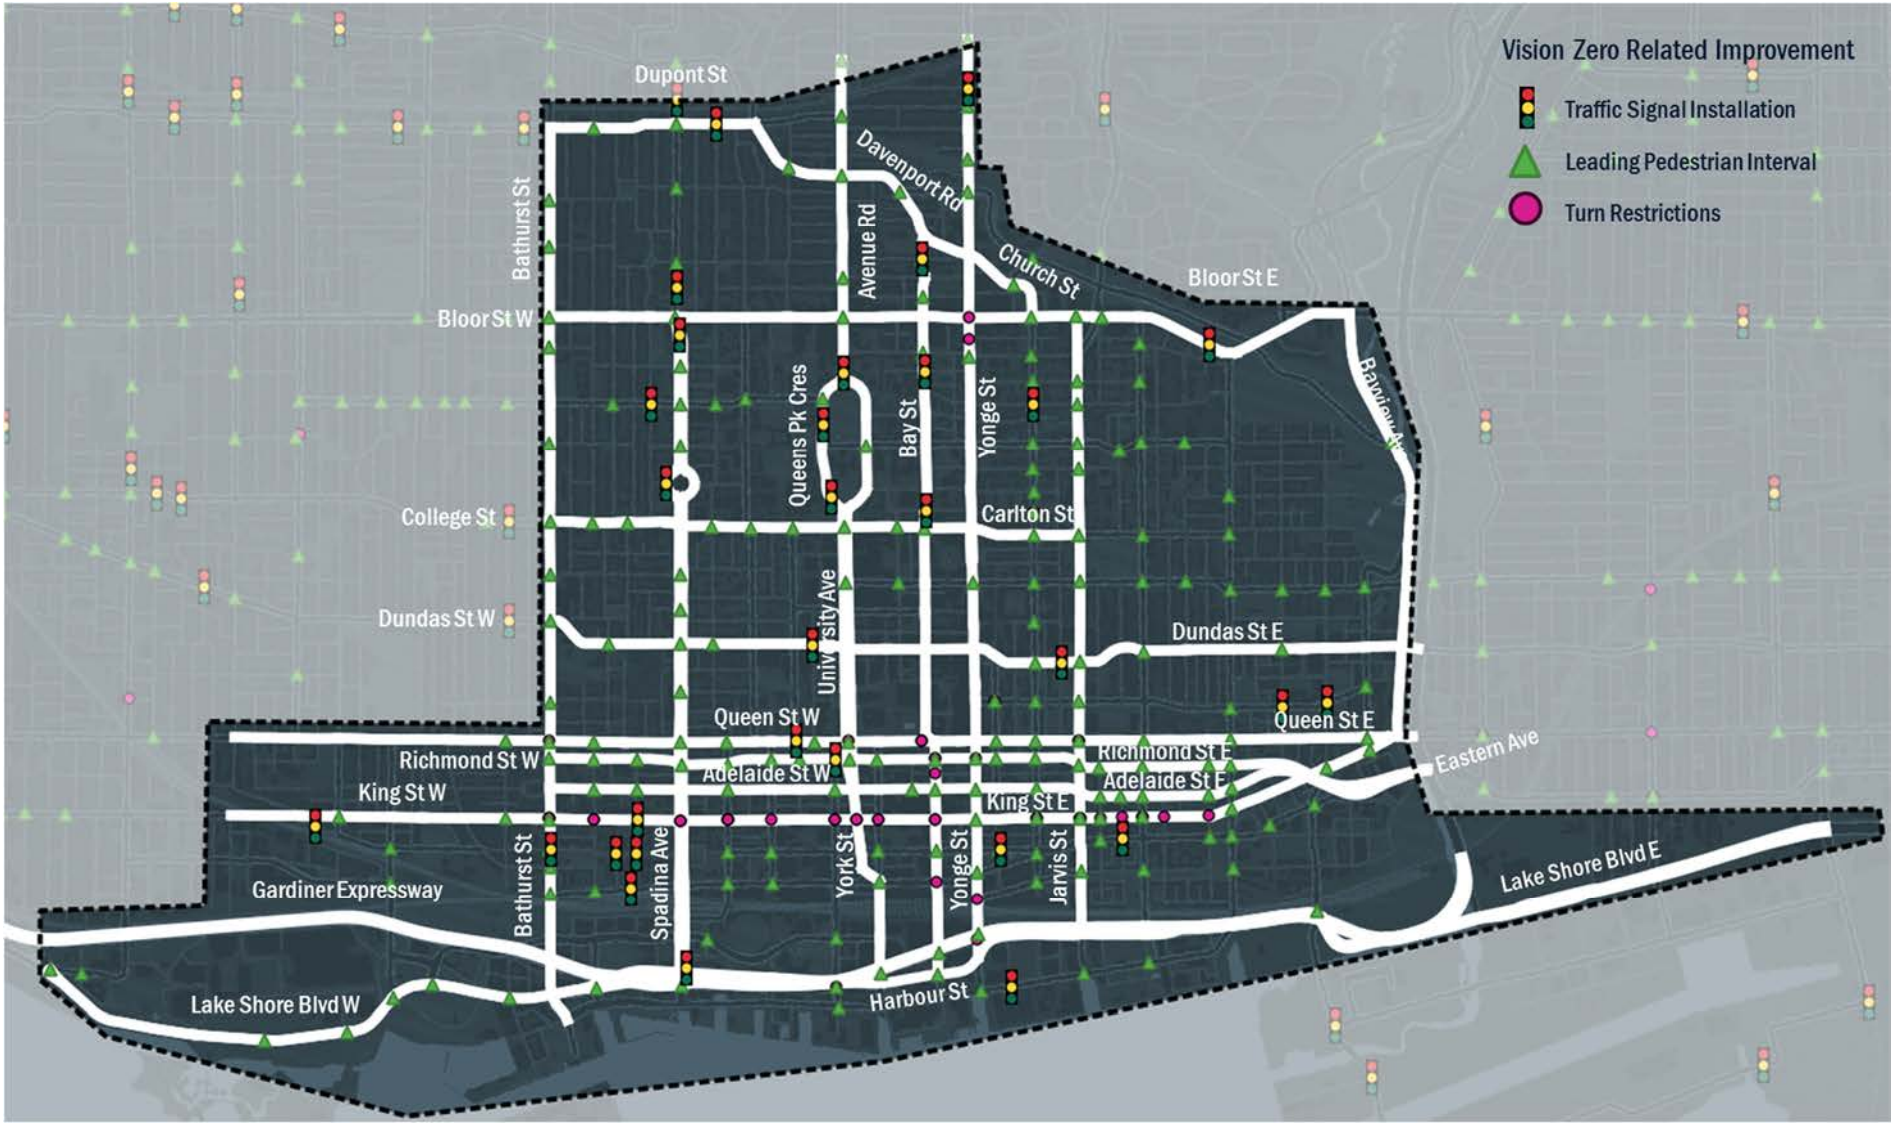 Vision Zero Related Improvement
Traffic Signal Installation
Leading Pedestrian Interval
Turn Restrictions
Dupont St
Davenport Rd
Bathurst St
Avenue Rd
Church St
Bloor St E
Bloor St W
Bayview Av
Queens Pk Cres
Bay St
Yonge St
College St
Carlton St
University Ave
Dundas St W
Dundas St E
Queen St W
Queen St E
Richmond St W
Richmond St E
Eastern Ave
Adelaide St W
Adelaide St E
King St W
King St E
Bathurst St
Spadina Ave
York St
Yonge St
Jarvis St
Gardiner Expressway
Lake Shore Blvd E
Lake Shore Blvd W
Harbour St